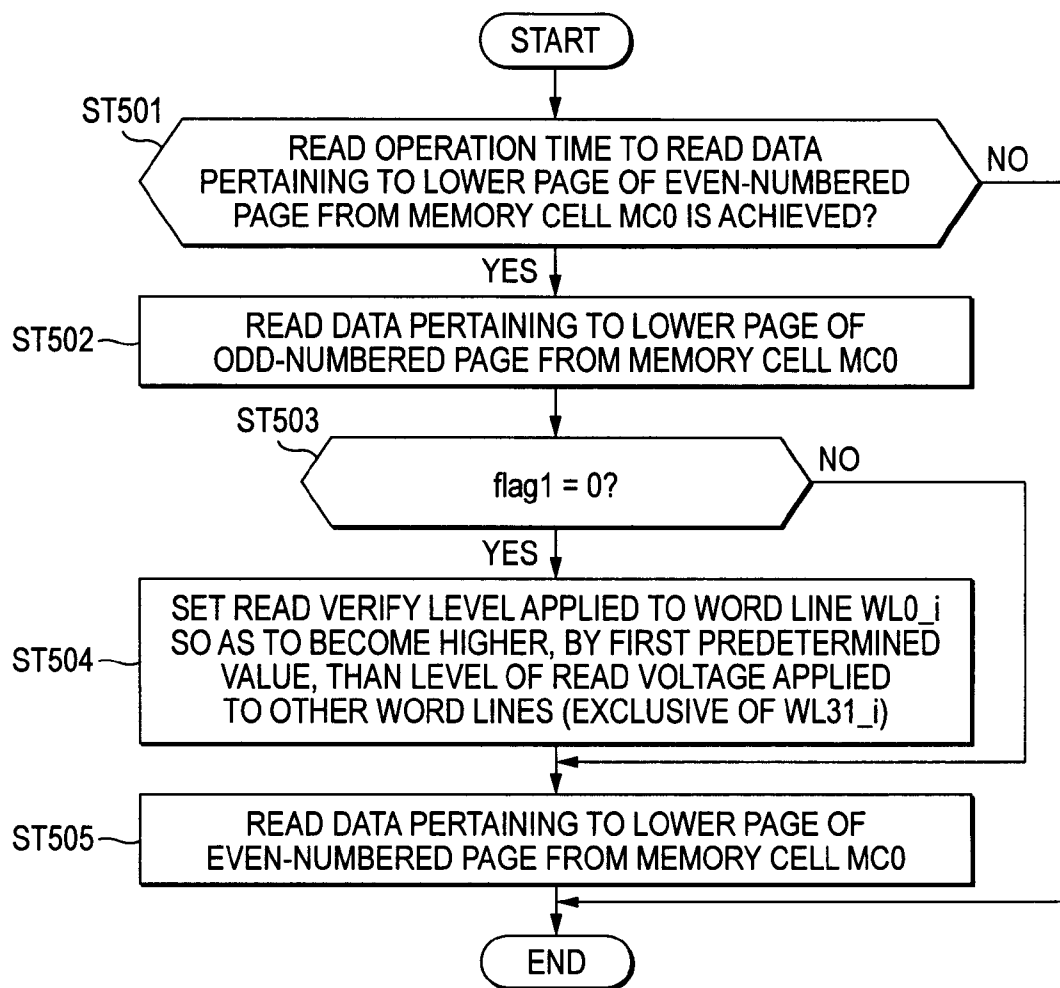 START
ST501
READ OPERATION TIME TO READ DATA
PERTAINING TO LOWER PAGE OF EVEN-NUMBERED
PAGE FROM MEMORY CELL MC0 IS ACHIEVED?
NO
YES
ST502
READ DATA PERTAINING TO LOWER PAGE OF
ODD-NUMBERED PAGE FROM MEMORY CELL MC0
ST503
flag1 = 0?
NO
YES
ST504
SET READ VERIFY LEVEL APPLIED TO WORD LINE WL0_i
SO AS TO BECOME HIGHER, BY FIRST PREDETERMINED
VALUE, THAN LEVEL OF READ VOLTAGE APPLIED
TO OTHER WORD LINES (EXCLUSIVE OF WL31_i)
ST505
READ DATA PERTAINING TO LOWER PAGE OF
EVEN-NUMBERED PAGE FROM MEMORY CELL MC0
END